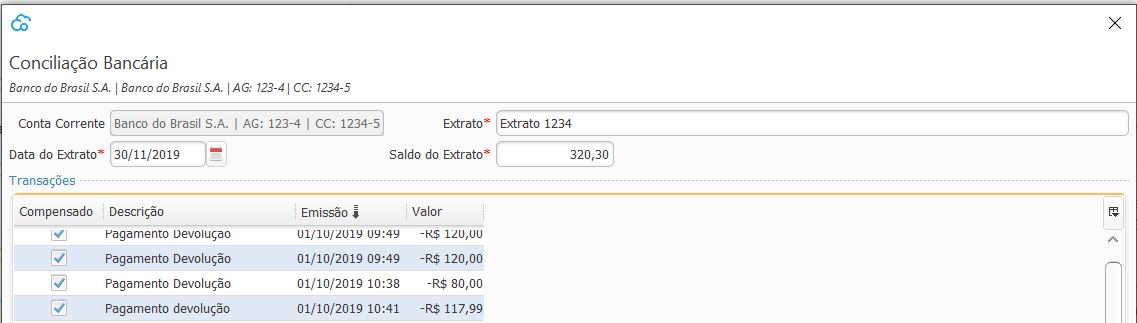 Conciliação Bancária
Banco do Brasil S.A. | Banco do Brasil S.A. | AG: 123-4 | CC: 1234-5
Conta Corrente Banco do Brasil S.A. | AG: 123-4 | CC: 1234-5 Extrato* Extrato 1234
Data do Extrato* 30/11/2019 Saldo do Extrato* 320,30
Transações
Compensado Descrição Emissão Valor
Pagamento Devolução 01/10/2019 09:49 -R$ 120,00
Pagamento Devolução 01/10/2019 09:49 -R$ 120,00
Pagamento Devolução 01/10/2019 10:38 -R$ 80,00
Pagamento devolução 01/10/2019 10:41 -R$ 117,99